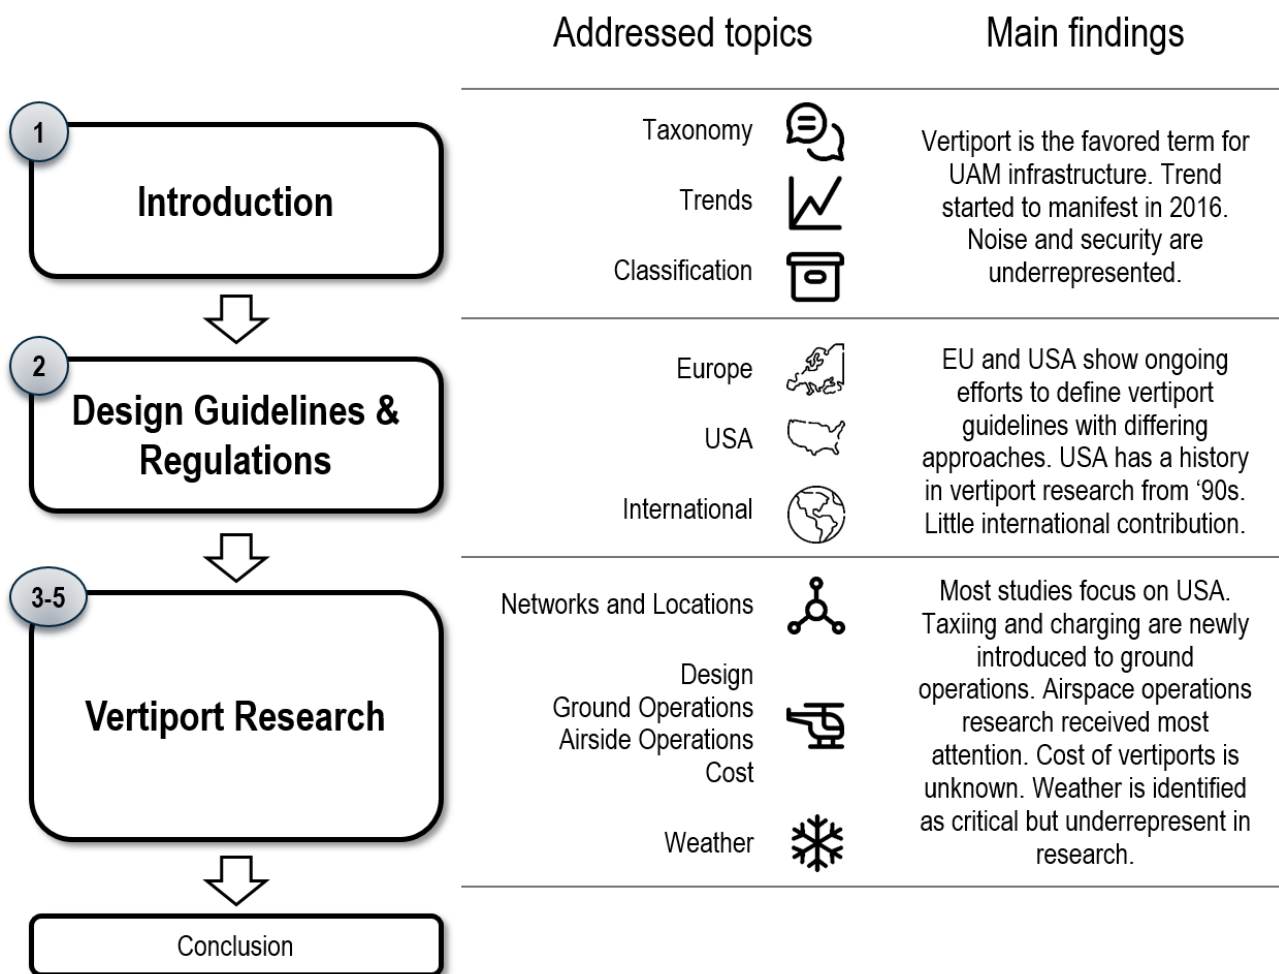 Addressed topics
Main findings
1
Introduction
Taxonomy
Trends
Classification
Vertiport is the favored term for
UAM infrastructure. Trend
started to manifest in 2016.
Noise and security are
underrepresented.
2
Design Guidelines &
Regulations
Europe
USA
International
EU and USA show ongoing
efforts to define vertiport
guidelines with differing
approaches. USA has a history
in vertiport research from ‘90s.
Little international contribution.
3-5
Vertiport Research
Networks and Locations
Design
Ground Operations
Airside Operations
Cost
Weather
Most studies focus on USA.
Taxiing and charging are newly
introduced to ground
operations. Airspace operations
research received most
attention. Cost of vertiports is
unknown. Weather is identified
as critical but underrepresent in
research.
Conclusion